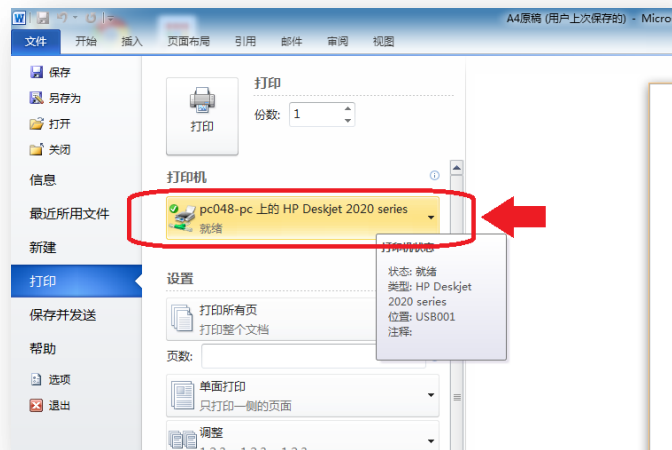 A4原稿 (用户上次保存的) - Micro
文件 开始 插入 页面布局 引用 邮件 审阅 视图
保存
另存为
打开
关闭
信息
最近所用文件
新建
打印
保存并发送
帮助
选项
退出
打印
打印
份数: 1
打印机
pc048-pc 上的 HP Deskjet 2020 series
就绪
打印机状态
状态: 就绪
类型: HP Deskjet
2020 series
位置: USB001
注释:
设置
打印所有页
打印整个文档
页数:
单面打印
只打印一侧的页面
调整